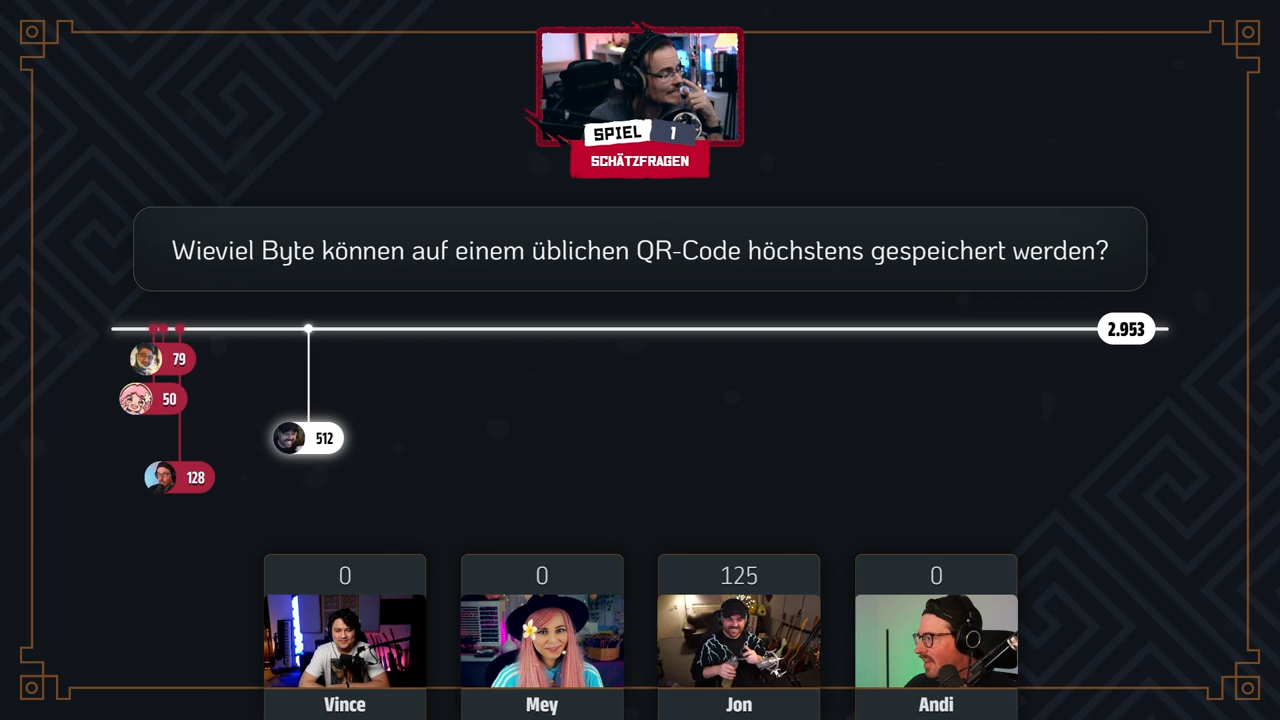 SPIEL 1
SCHÄTZFRAGEN
Wieviel Byte können auf einem üblichen QR-Code höchstens gespeichert werden?
2.953
79
50
512
128
0 0 125 0
Vince Mey Jon Andi